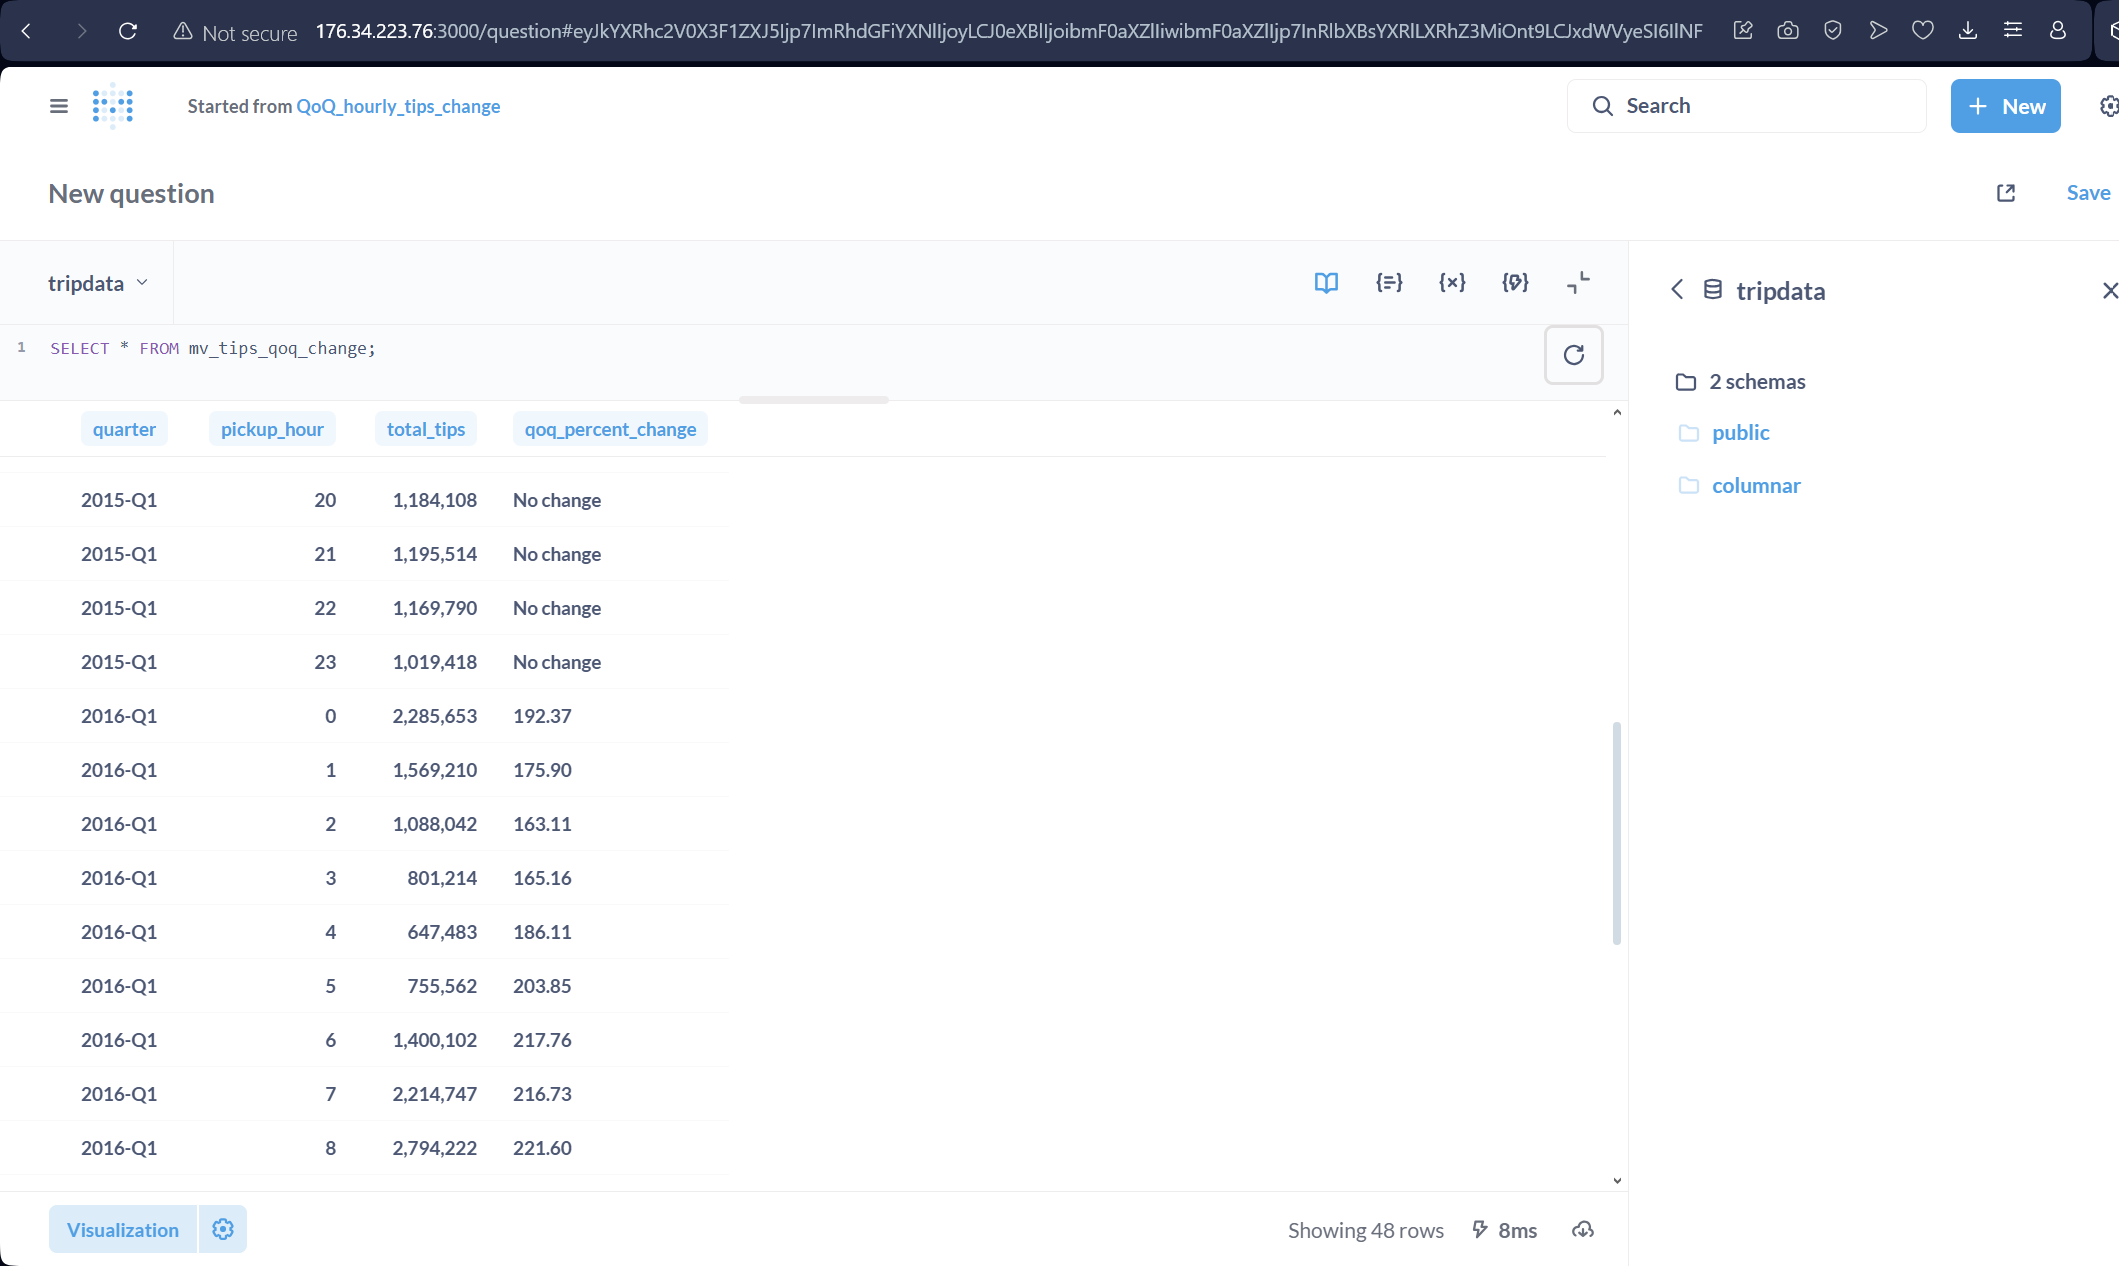 Not secure 176.34.223.76:3000/question#eyJkYXRhc2V0X3F1ZXJ5Ijp7ImRhdGFiYXNlIjoyLCJ0eXBlIjoibmF0aXZlIiwibmF0aXZlIjp7InRlbXBsYXRlLXRhZ3MiOnt9LCJxdWVyeSI6IlNF
Started from QoQ_hourly_tips_change
Search
+ New
New question
Save
tripdata
tripdata
1 SELECT * FROM mv_tips_qoq_change;
2 schemas
public
columnar
quarter pickup_hour total_tips qoq_percent_change
2015-Q1 20 1,184,108 No change
2015-Q1 21 1,195,514 No change
2015-Q1 22 1,169,790 No change
2015-Q1 23 1,019,418 No change
2016-Q1 0 2,285,653 192.37
2016-Q1 1 1,569,210 175.90
2016-Q1 2 1,088,042 163.11
2016-Q1 3 801,214 165.16
2016-Q1 4 647,483 186.11
2016-Q1 5 755,562 203.85
2016-Q1 6 1,400,102 217.76
2016-Q1 7 2,214,747 216.73
2016-Q1 8 2,794,222 221.60
Visualization
Showing 48 rows 8ms